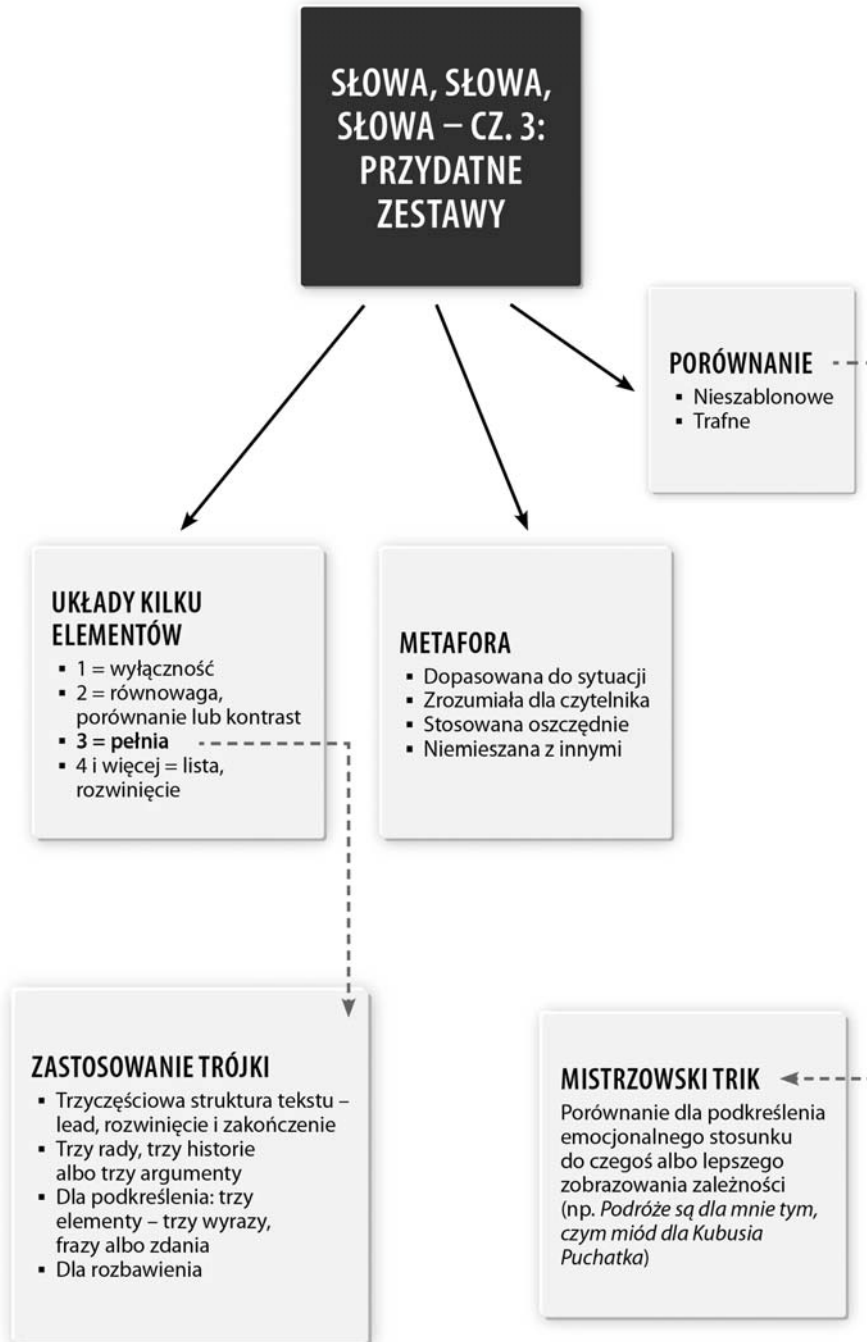 SŁOWA, SŁOWA,
SŁOWA – CZ. 3:
PRZYDATNE
ZESTAWY
PORÓWNANIE
▪ Nieszablonowe
▪ Trafne
UKŁADY KILKU
ELEMENTÓW
▪ 1 = wyłączność
▪ 2 = równowaga,
porównanie lub kontrast
▪ 3 = pełnia
▪ 4 i więcej = lista,
rozwinięcie
METAFORA
▪ Dopasowana do sytuacji
▪ Zrozumiała dla czytelnika
▪ Stosowana oszczędnie
▪ Niemieszana z innymi
ZASTOSOWANIE TRÓJKI
▪ Trzyczęściowa struktura tekstu –
lead, rozwinięcie i zakończenie
▪ Trzy rady, trzy historie
albo trzy argumenty
▪ Dla podkreślenia: trzy
elementy – trzy wyrazy,
frazy albo zdania
▪ Dla rozbawienia
MISTRZOWSKI TRIK
Porównanie dla podkreślenia
emocjonalnego stosunku
do czegoś albo lepszego
zobrazowania zależności
(np. Podróże są dla mnie tym,
czym miód dla Kubusia
Puchatka)